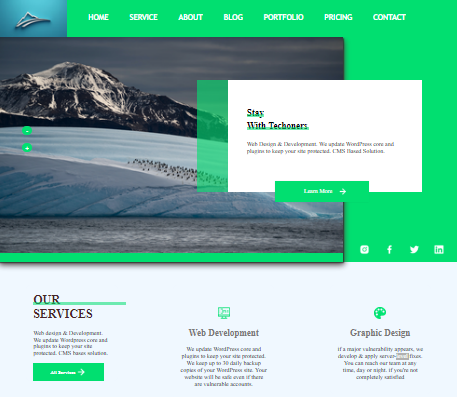 HOME SERVICE ABOUT BLOG PORTFOLIO PRICING CONTACT
Stay
With Techoners
Web Design & Development. We update WordPress core and
plugins to keep your site protected. CMS Based Solution.
Learn More
OUR
SERVICES
Web design & Development.
We update Wordpress core and
plugins to keep your site
protected. CMS bases solution.
All Services
Web Development
We update WordPress core and
plugins to keep your site protected.
We keep up to 30 daily backup
copies of your WordPress site. Your
website will be safe even if there
are vulnerable accounts.
Graphic Design
if a major vulnerability appears, we
develop & apply server- fixes.
You can reach our team at any
time, day or night. if you're not
completely satisfied